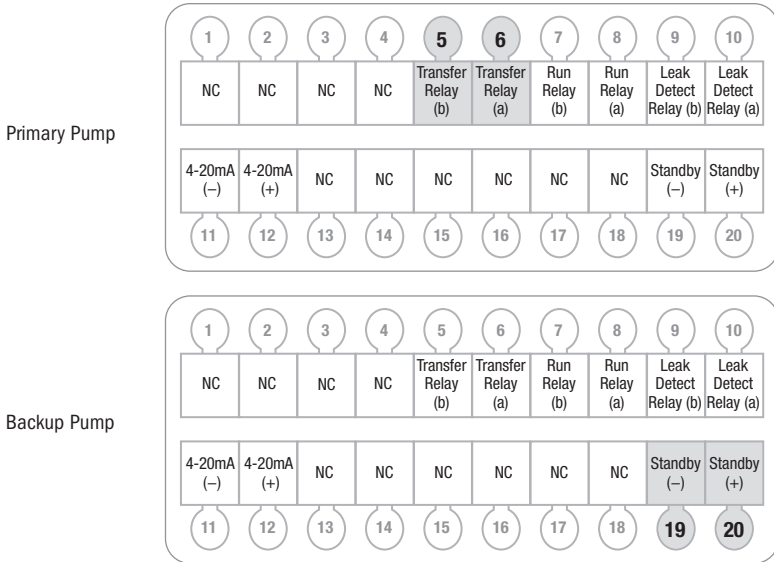 1 2 3 4 5 6 7 8 9 10
NC NC NC NC Transfer Relay (b) Transfer Relay (a) Run Relay (b) Run Relay (a) Leak Detect Relay (b) Leak Detect Relay (a)
Primary Pump
4-20mA (–) 4-20mA (+) NC NC NC NC NC NC Standby (–) Standby (+)
11 12 13 14 15 16 17 18 19 20
1 2 3 4 5 6 7 8 9 10
NC NC NC NC Transfer Relay (b) Transfer Relay (a) Run Relay (b) Run Relay (a) Leak Detect Relay (b) Leak Detect Relay (a)
Backup Pump
4-20mA (–) 4-20mA (+) NC NC NC NC NC NC Standby (–) Standby (+)
11 12 13 14 15 16 17 18 19 20